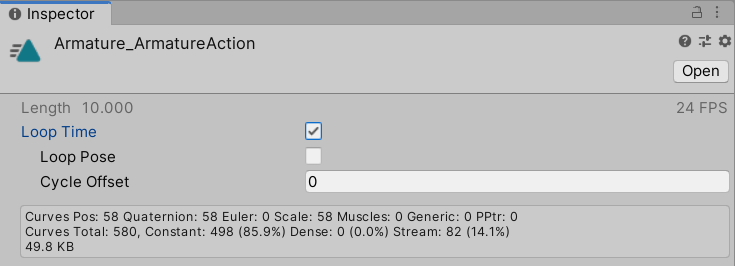 Inspector
Armature_ArmatureAction
Open
Length 10.000 24 FPS
Loop Time
Loop Pose
Cycle Offset 0
Curves Pos: 58 Quaternion: 58 Euler: 0 Scale: 58 Muscles: 0 Generic: 0 PPtr: 0
Curves Total: 580, Constant: 498 (85.9%) Dense: 0 (0.0%) Stream: 82 (14.1%)
49.8 KB